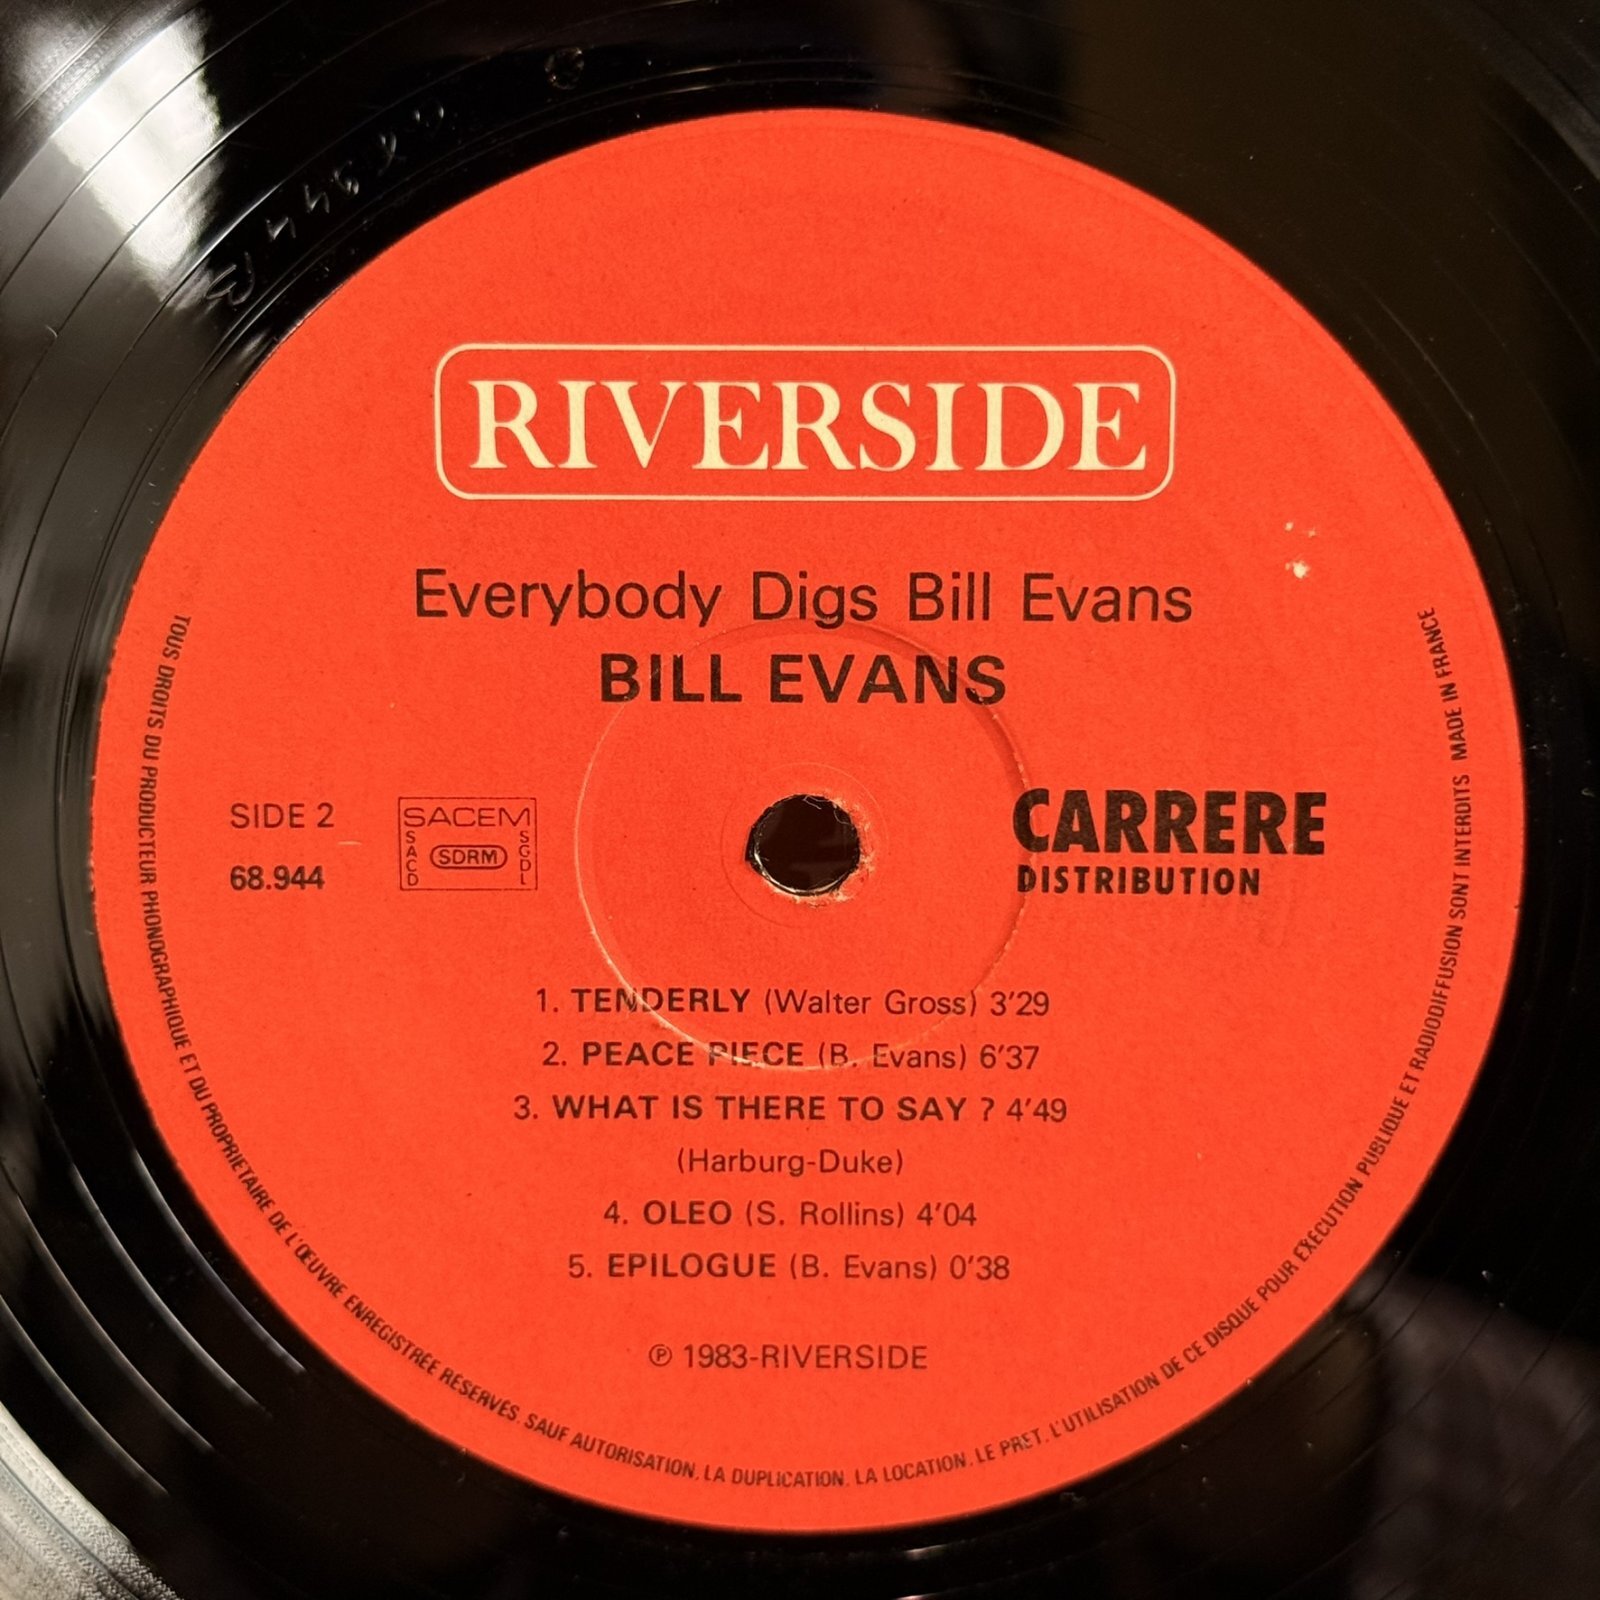 RIVERSIDE
Everybody Digs Bill Evans
BILL EVANS
SIDE 2
68.944
SACEM
SACD
SDRM
SGDL
CARRERE
DISTRIBUTION
1. TENDERLY (Walter Gross) 3'29
2. PEACE PIECE (B. Evans) 6'37
3. WHAT IS THERE TO SAY ? 4'49
(Harburg-Duke)
4. OLEO (S. Rollins) 4'04
5. EPILOGUE (B. Evans) 0'38
℗ 1983-RIVERSIDE
TOUS DROITS DU PRODUCTEUR PHONOGRAPHIQUE ET DU PROPRIETAIRE DE L'ŒUVRE ENREGISTRÉE RÉSERVÉS. SAUF AUTORISATION, LA DUPLICATION, LA LOCATION, LE PRET, L'UTILISATION DE CE DISQUE POUR EXÉCUTION PUBLIQUE ET RADIODIFFUSION SONT INTERDITS MADE IN FRANCE